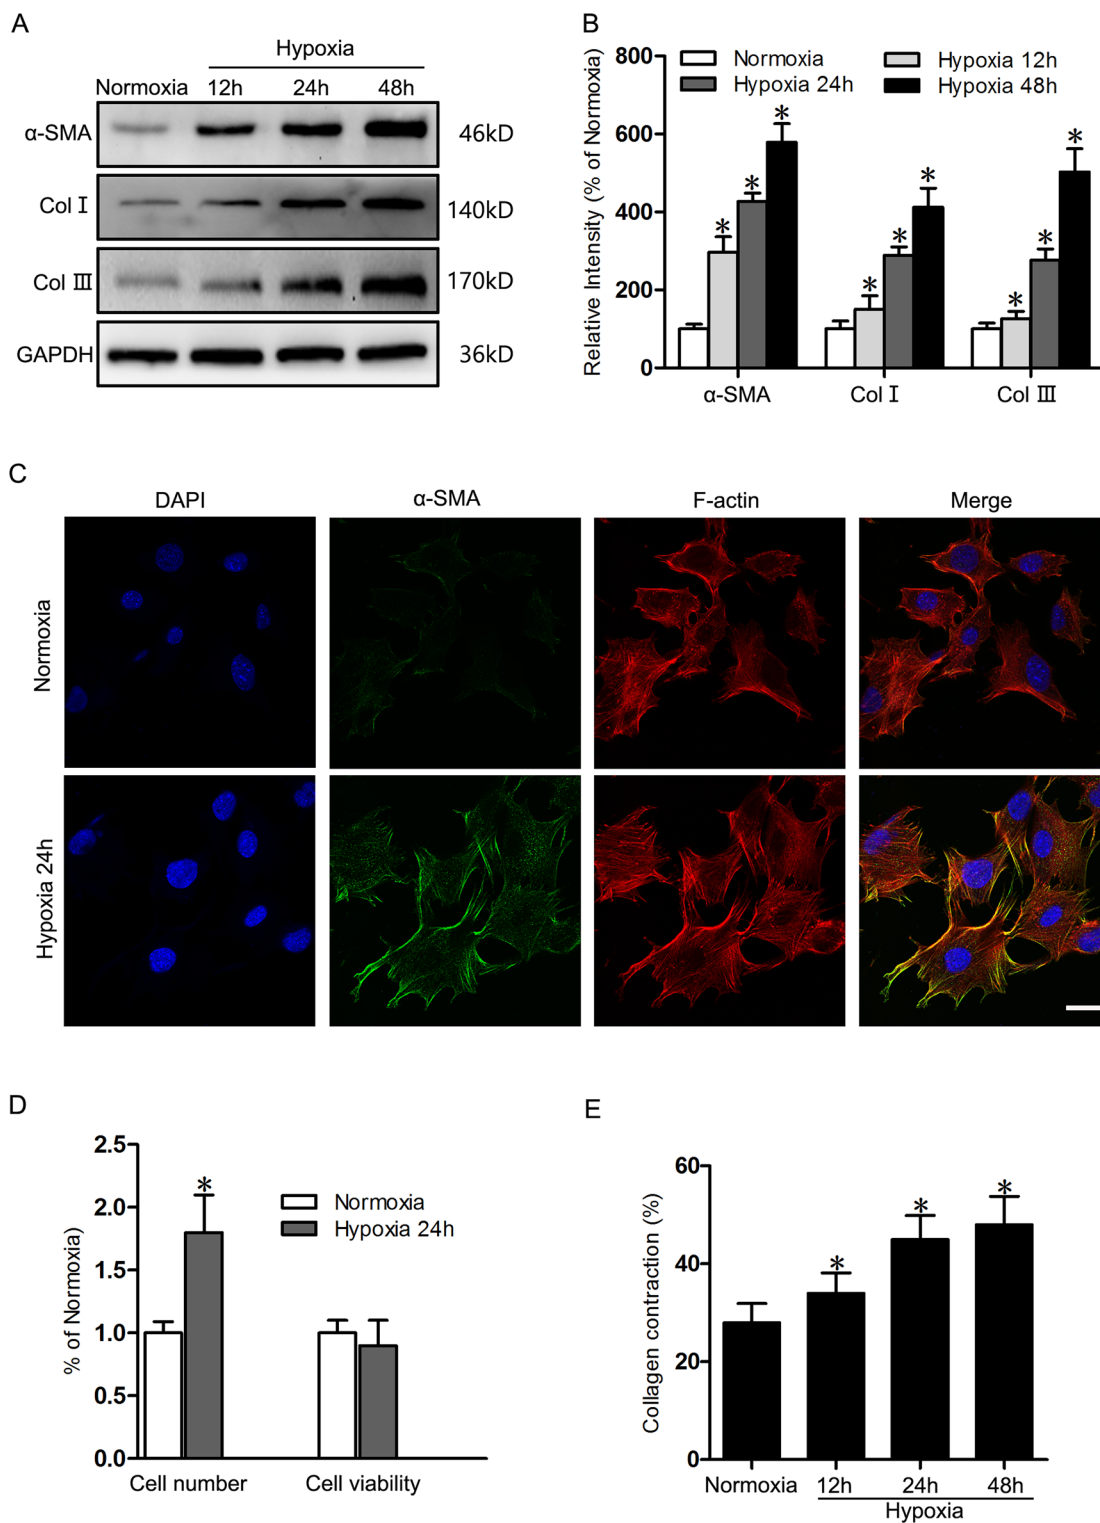 A
Hypoxia
Normoxia 12h 24h 48h
α-SMA 46kD
Col Ⅰ 140kD
Col Ⅲ 170kD
GAPDH 36kD
B
Normoxia Hypoxia 12h
Hypoxia 24h Hypoxia 48h
Relative Intensity (% of Normoxia)
800
600
400
200
0
* * * * * * * * *
α-SMA Col Ⅰ Col Ⅲ
C
DAPI α-SMA F-actin Merge
Normoxia
Hypoxia 24h
D
% of Normoxia)
2.5
2.0
1.5
1.0
0.5
0.0
*
Normoxia
Hypoxia 24h
Cell number Cell viability
E
Collagen contraction (%)
60
40
20
0
* * *
Normoxia 12h 24h 48h
Hypoxia